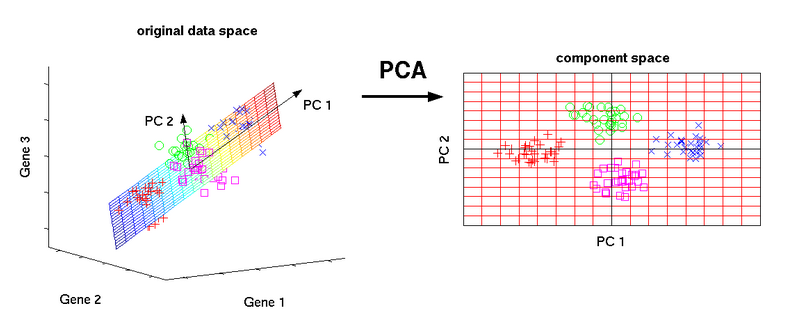 original data space
Gene 3
PC 2
PC 1
Gene 2
Gene 1
PCA
component space
PC 2
PC 1